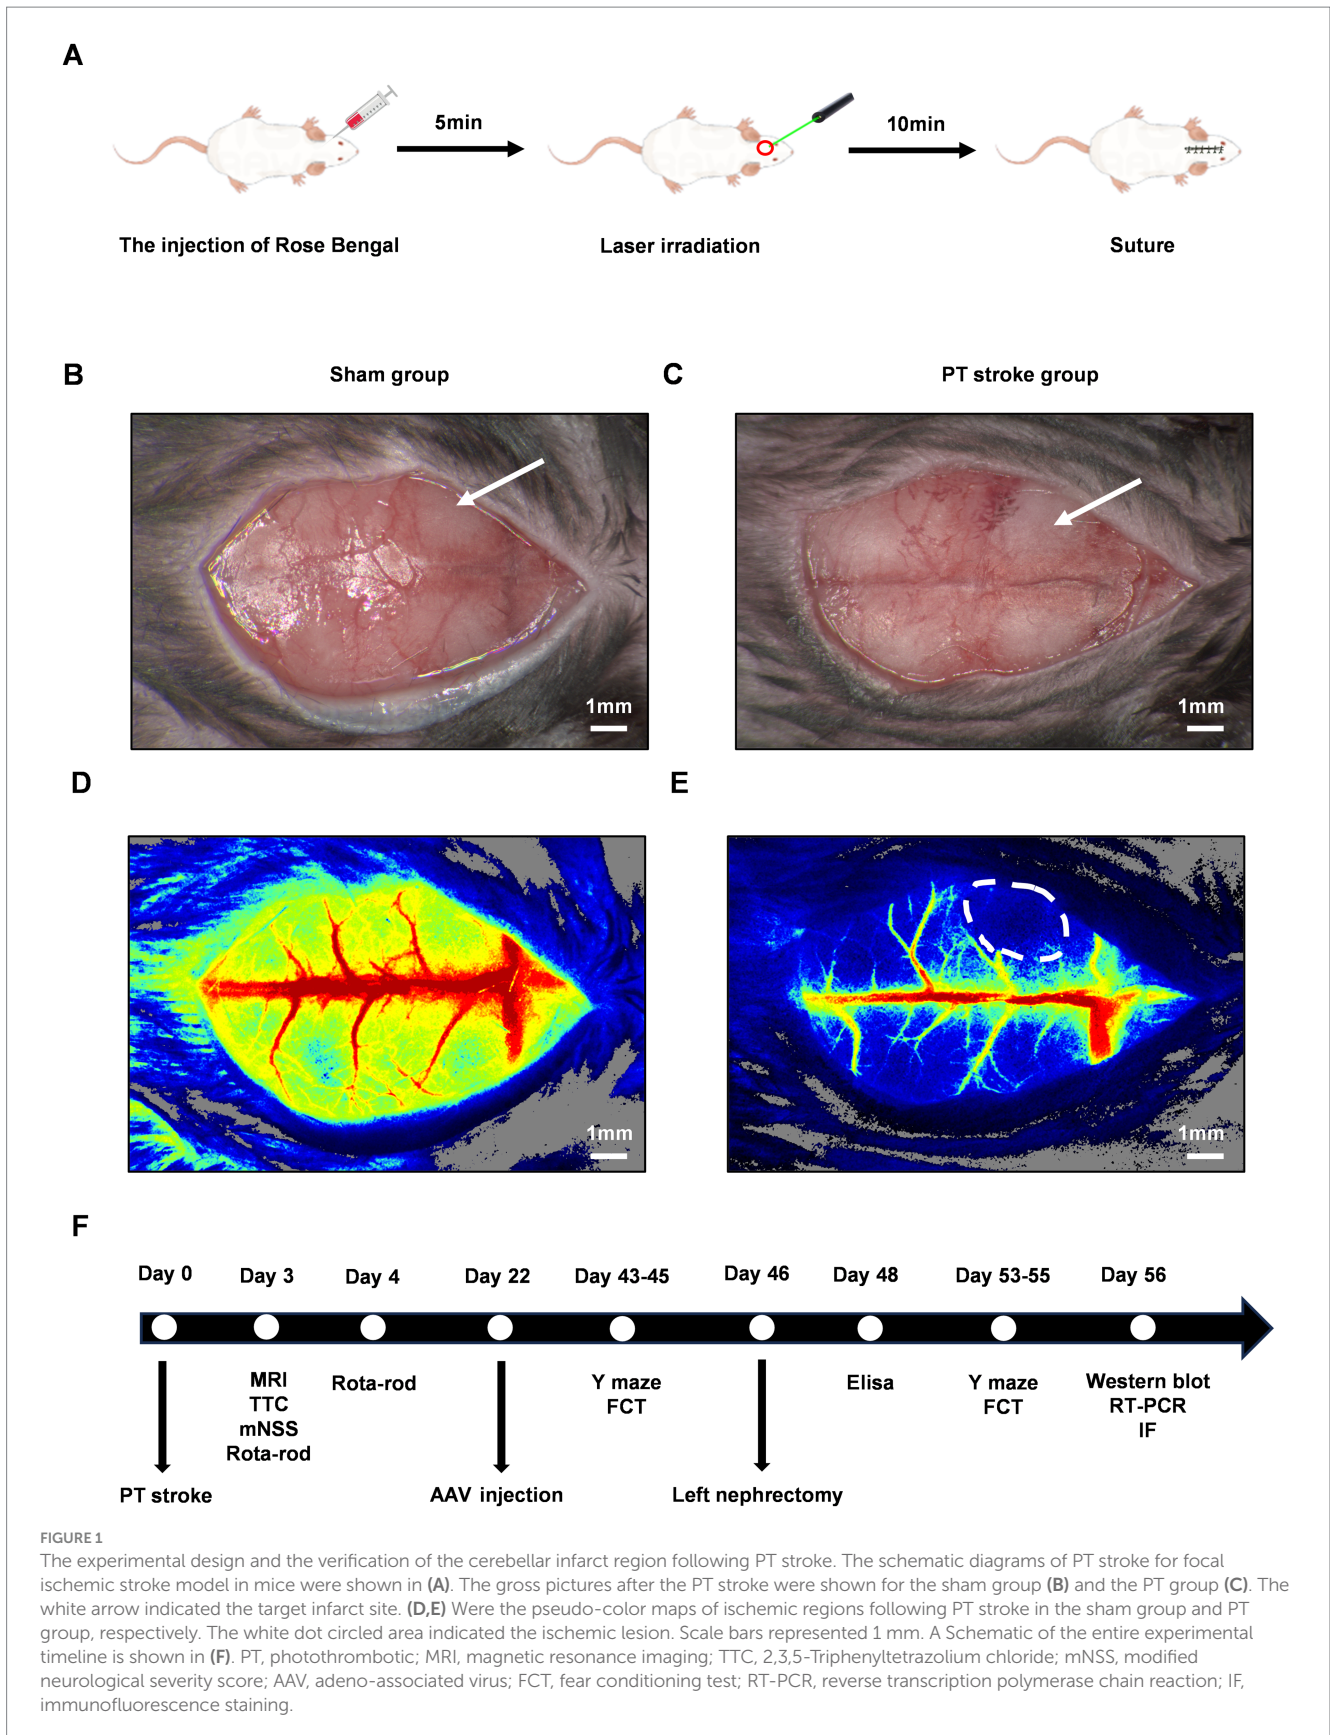 A
5min
10min
The injection of Rose Bengal
Laser irradiation
Suture
B
Sham group
C
PT stroke group
1mm
1mm
D
E
1mm
1mm
F
Day 0
Day 3
Day 4
Day 22
Day 43-45
Day 46
Day 48
Day 53-55
Day 56
MRI
TTC
mNSS
Rota-rod
Rota-rod
Y maze
FCT
Elisa
Y maze
FCT
Western blot
RT-PCR
IF
PT stroke
AAV injection
Left nephrectomy
FIGURE 1
The experimental design and the verification of the cerebellar infarct region following PT stroke. The schematic diagrams of PT stroke for focal
ischemic stroke model in mice were shown in (A). The gross pictures after the PT stroke were shown for the sham group (B) and the PT group (C). The
white arrow indicated the target infarct site. (D,E) Were the pseudo-color maps of ischemic regions following PT stroke in the sham group and PT
group, respectively. The white dot circled area indicated the ischemic lesion. Scale bars represented 1 mm. A Schematic of the entire experimental
timeline is shown in (F). PT, photothrombotic; MRI, magnetic resonance imaging; TTC, 2,3,5-Triphenyltetrazolium chloride; mNSS, modified
neurological severity score; AAV, adeno-associated virus; FCT, fear conditioning test; RT-PCR, reverse transcription polymerase chain reaction; IF,
immunofluorescence staining.